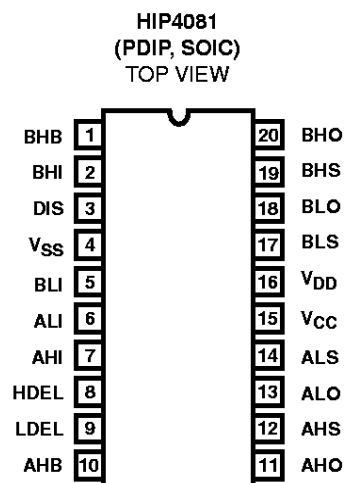 HIP4081
(PDIP, SOIC)
TOP VIEW
BHB 1 20 BHO
BHI 2 19 BHS
DIS 3 18 BLO
VSS 4 17 BLS
BLI 5 16 VDD
ALI 6 15 VCC
AHI 7 14 ALS
HDEL 8 13 ALO
LDEL 9 12 AHS
AHB 10 11 AHO